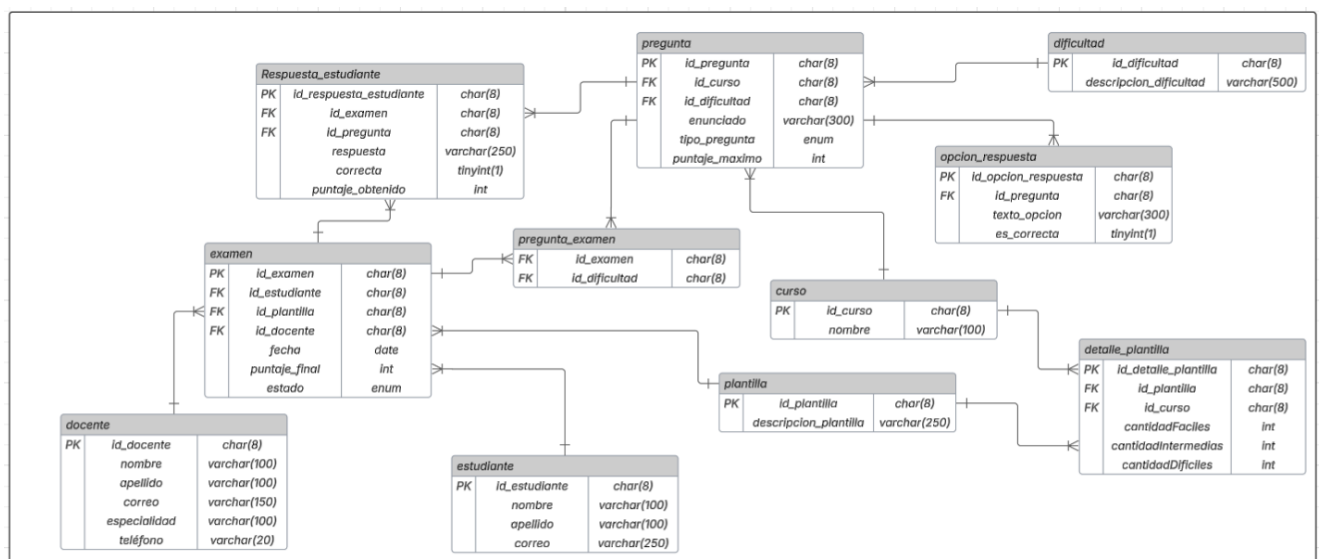 pregunta
PK id_pregunta char(8)
FK id_curso char(8)
FK id_dificultad char(8)
enunciado varchar(300)
tipo_pregunta enum
puntaje_maximo int
dificultad
PK id_dificultad char(8)
descripcion_dificultad varchar(500)
Respuesta_estudiante
PK id_respuesta_estudiante char(8)
FK id_examen char(8)
FK id_pregunta char(8)
respuesta varchar(250)
correcta tinyint(1)
puntaje_obtenido int
opcion_respuesta
PK id_opcion_respuesta char(8)
FK id_pregunta char(8)
texto_opcion varchar(300)
es_correcta tinyint(1)
pregunta_examen
FK id_examen char(8)
FK id_dificultad char(8)
examen
PK id_examen char(8)
FK id_estudiante char(8)
FK id_plantilla char(8)
FK id_docente char(8)
fecha date
puntaje_final int
estado enum
curso
PK id_curso char(8)
nombre varchar(100)
detalle_plantilla
PK id_detalle_plantilla char(8)
FK id_plantilla char(8)
FK id_curso char(8)
cantidadFaciles int
cantidadIntermedias int
cantidadDificiles int
plantilla
PK id_plantilla char(8)
descripcion_plantilla varchar(250)
docente
PK id_docente char(8)
nombre varchar(100)
apellido varchar(100)
correo varchar(150)
especialidad varchar(100)
teléfono varchar(20)
estudiante
PK id_estudiante char(8)
nombre varchar(100)
apellido varchar(100)
correo varchar(250)